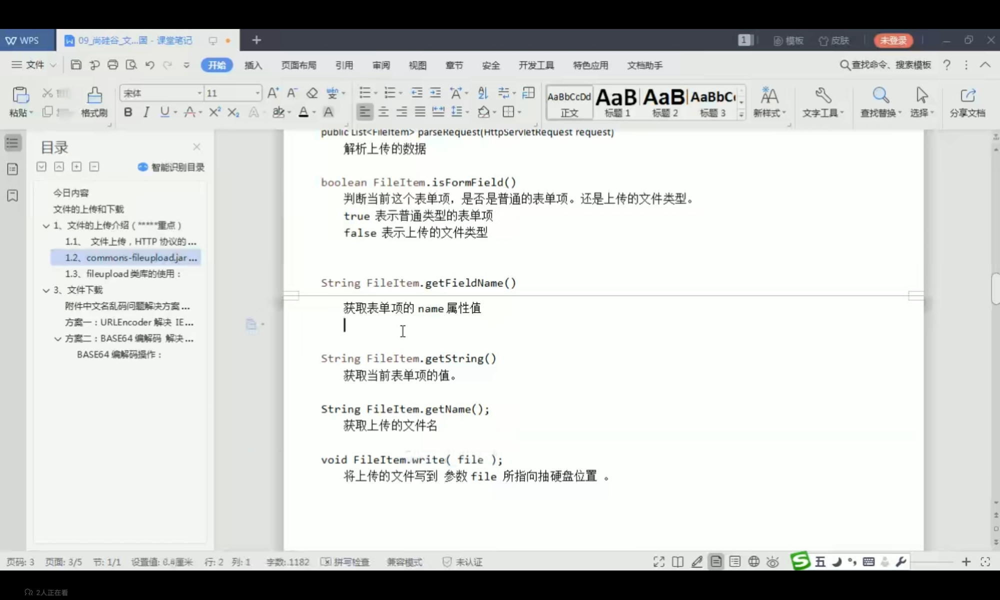 WPS
09_尚硅谷_文...国 - 课堂笔记
1
模板
皮肤
未登录
文件
开始
插入
页面布局
引用
审阅
视图
章节
安全
开发工具
特色应用
文档助手
查找命令、搜索模板
粘贴
格式刷
宋体
11
AaBbCcDd
AaB
AaB
AaBbC
正文
标题 1
标题 2
标题 3
新样式
文字工具
查找替换
选择
分享文档
目录
智能识别目录
今日内容
文件的上传和下载
1、文件的上传介绍（*****重点）
1.1、 文件上传，HTTP 协议的...
1.2、commons-fileupload.jar...
1.3、fileupload 类库的使用：
3、文件下载
附件中文名乱码问题解决方案...
方案一：URLEncoder 解决 IE...
方案二：BASE64 编解码 解决...
BASE64 编解码操作：
public List<FileItem> parseRequest(HttpServletRequest request)
解析上传的数据
boolean FileItem.isFormField()
判断当前这个表单项，是否是普通的表单项。还是上传的文件类型。
true 表示普通类型的表单项
false 表示上传的文件类型
String FileItem.getFieldName()
获取表单项的 name 属性值
String FileItem.getString()
获取当前表单项的值。
String FileItem.getName();
获取上传的文件名
void FileItem.write( file );
将上传的文件写到 参数 file 所指向抽硬盘位置 。
页码: 3 页面: 3/5 节: 1/1 行: 2 列: 1 字数: 1182 拼写检查 兼容模式 未认证
五
2人正在看